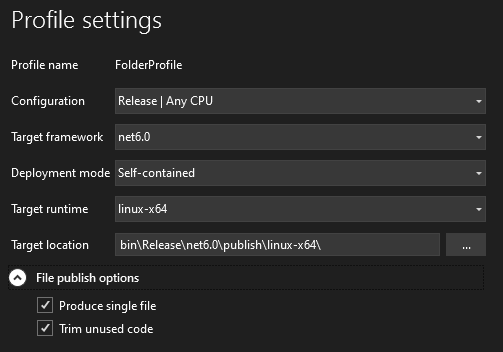 Profile settings
Profile name FolderProfile
Configuration Release | Any CPU
Target framework net6.0
Deployment mode Self-contained
Target runtime linux-x64
Target location bin\Release\net6.0\publish\linux-x64\ ...
File publish options
Produce single file
Trim unused code